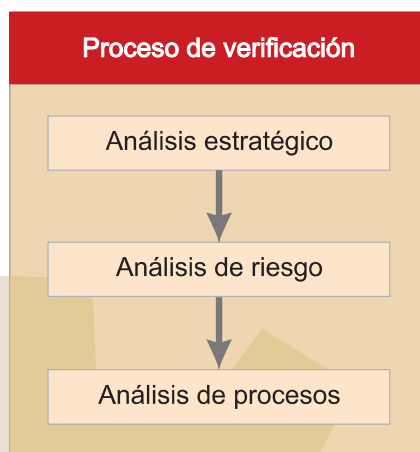 Proceso de verificación
Análisis estratégico
Análisis de riesgo
Análisis de procesos